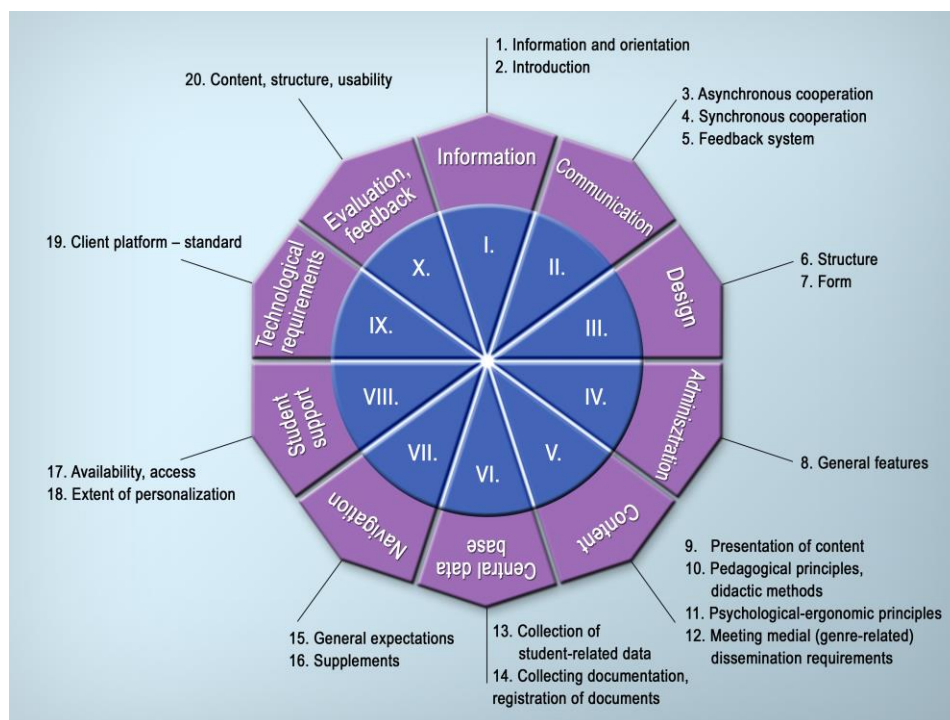 1. Information and orientation
2. Introduction
20. Content, structure, usability
3. Asynchronous cooperation
4. Synchronous cooperation
5. Feedback system
Information
Communication
Evaluation,
feedback
I.
II.
X.
19. Client platform – standard
Technological
requirements
Design
6. Structure
7. Form
IX.
III.
VIII.
IV.
Student
support
Adminisztration
VII.
VI.
V.
17. Availability, access
18. Extent of personalization
8. General features
Navigation
Central data
base
Content
9. Presentation of content
10. Pedagogical principles,
didactic methods
11. Psychological-ergonomic principles
12. Meeting medial (genre-related)
dissemination requirements
15. General expectations
16. Supplements
13. Collection of
student-related data
14. Collecting documentation,
registration of documents